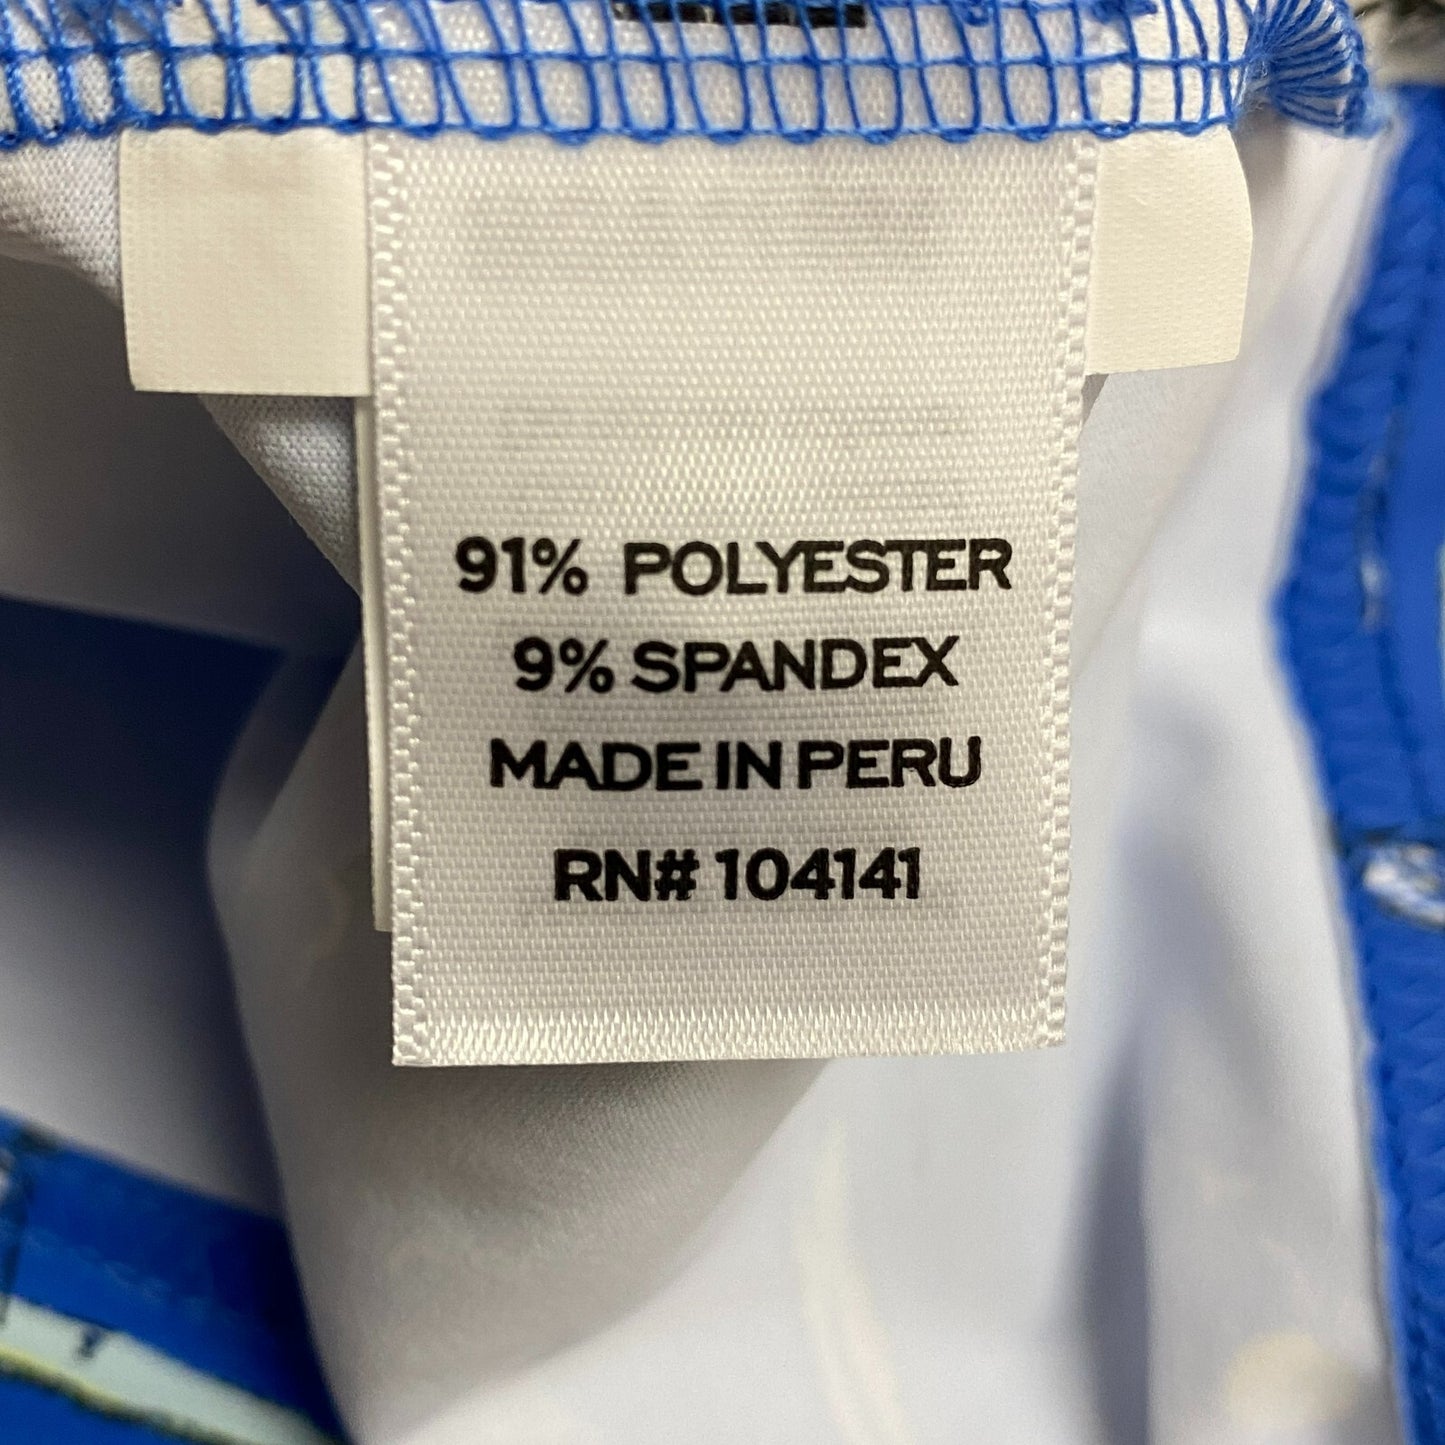 91% POLYESTER
9% SPANDEX
MADE IN PERU
RN# 104141